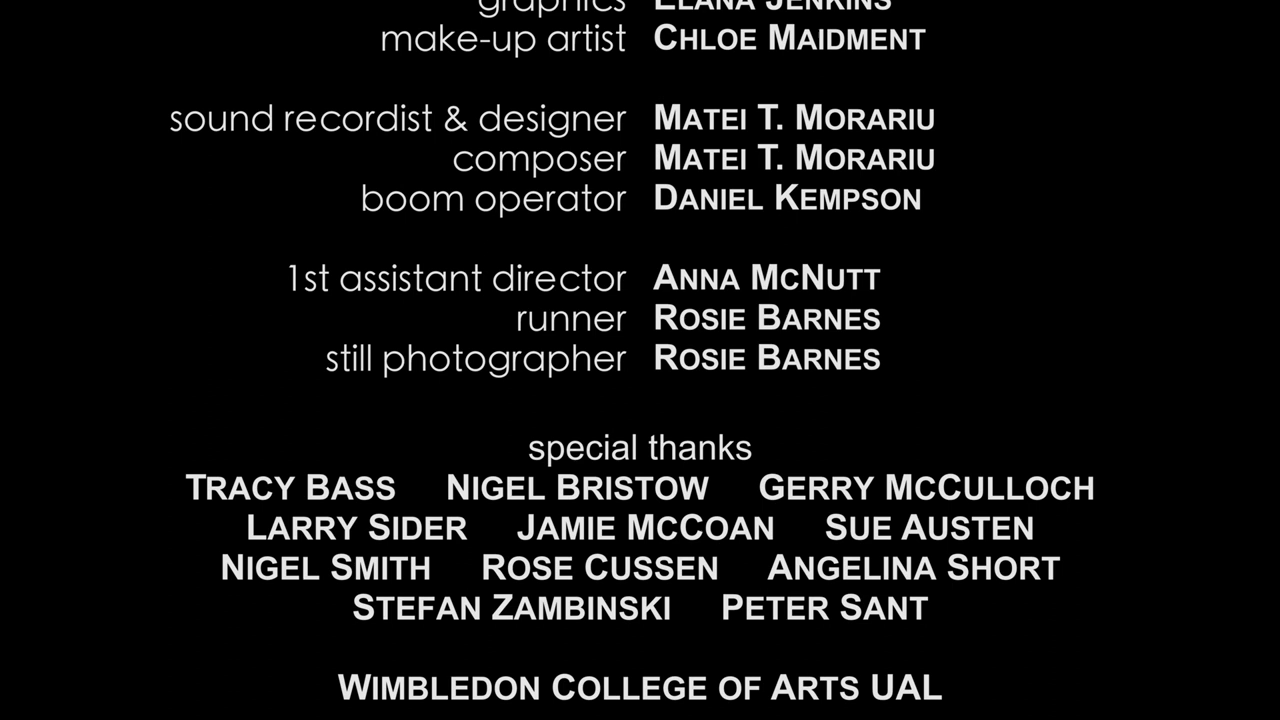 graphics ELANA JENKINS
make-up artist CHLOE MAIDMENT
sound recordist & designer MATEI T. MORARIU
composer MATEI T. MORARIU
boom operator DANIEL KEMPSON
1st assistant director ANNA MCNUTT
runner ROSIE BARNES
still photographer ROSIE BARNES
special thanks
TRACY BASS NIGEL BRISTOW GERRY MCCULLOCH
LARRY SIDER JAMIE MCCOAN SUE AUSTEN
NIGEL SMITH ROSE CUSSEN ANGELINA SHORT
STEFAN ZAMBINSKI PETER SANT
WIMBLEDON COLLEGE OF ARTS UAL